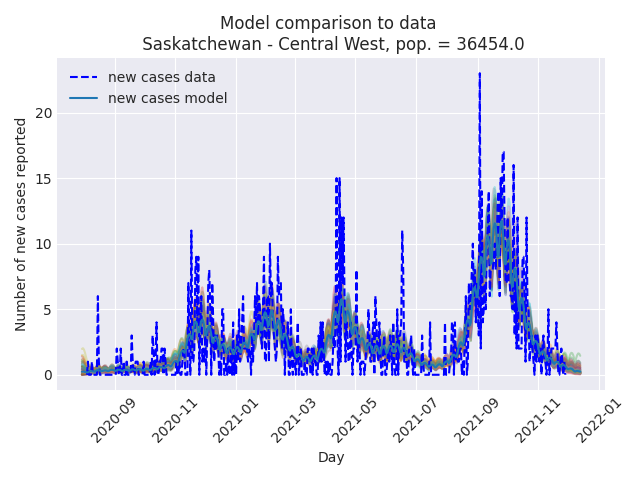 Model comparison to data
Saskatchewan - Central West, pop. = 36454.0
new cases data
new cases model
Number of new cases reported
20
15
10
5
0
2020-09
2020-11
2021-01
2021-03
2021-05
2021-07
2021-09
2021-11
2022-01
Day